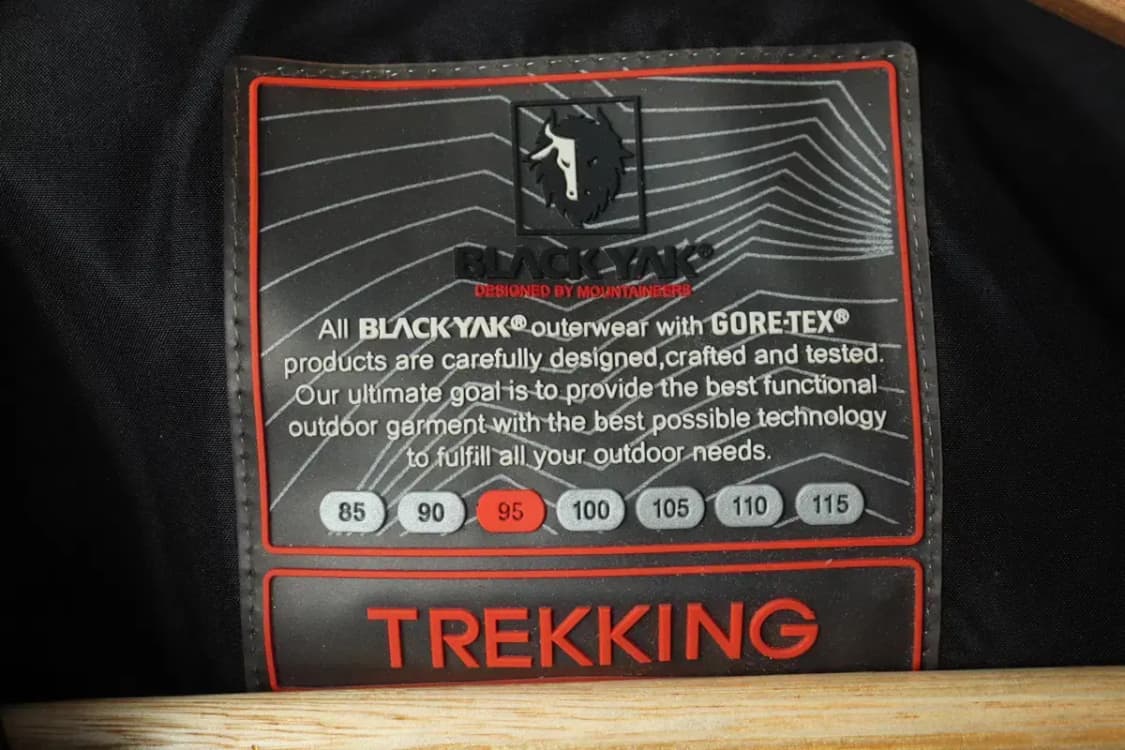 BLACKYAK®
DESIGNED BY MOUNTAINEERS
All BLACKYAK® outerwear with GORE-TEX®
products are carefully designed,crafted and tested.
Our ultimate goal is to provide the best functional
outdoor garment with the best possible technology
to fulfill all your outdoor needs.
85 90 95 100 105 110 115
TREKKING